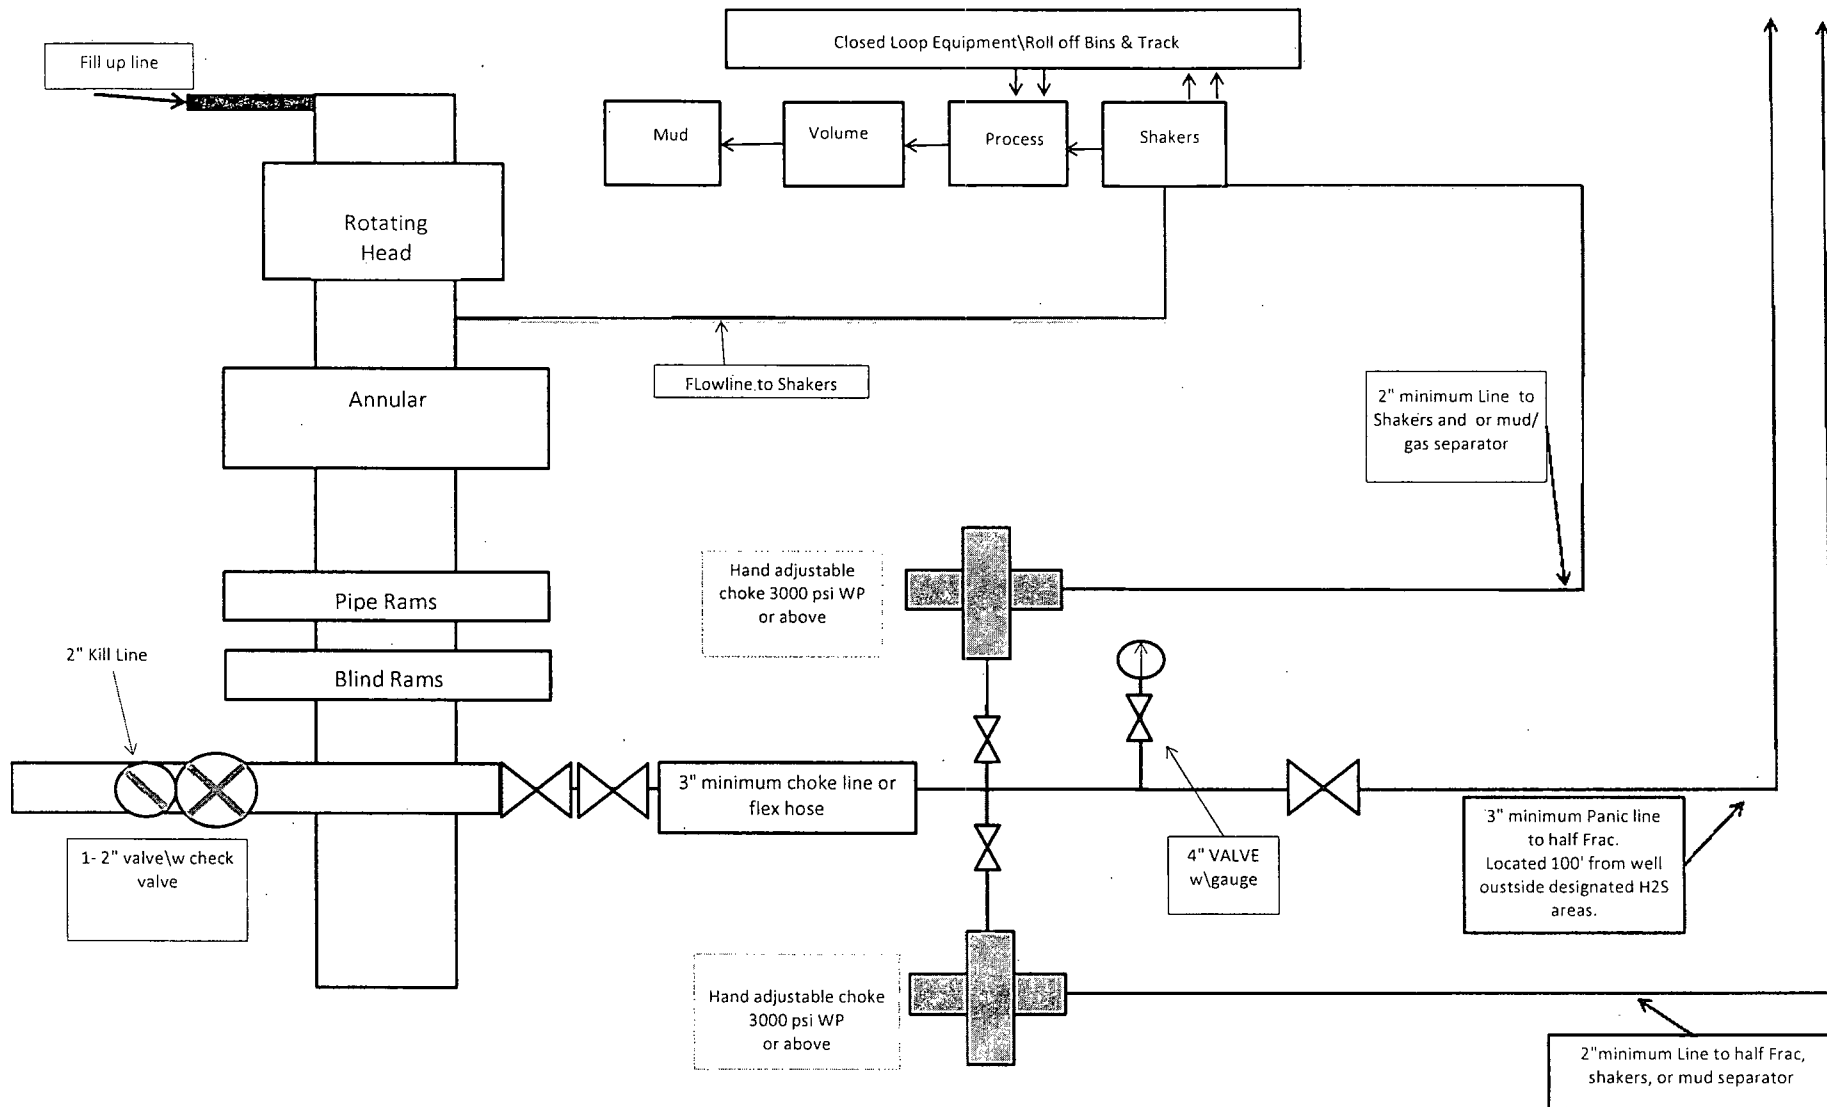 Closed Loop Equipment\Roll off Bins & Track
Fill up line
Mud
Volume
Process
Shakers
Rotating
Head
FLowline.to Shakers
Annular
2" minimum Line to
Shakers and or mud/
gas separator
Hand adjustable
choke 3000 psi WP
or above
Pipe Rams
2" Kill Line
Blind Rams
3" minimum choke line or
flex hose
1- 2" valve\w check
valve
4" VALVE
w\gauge
3" minimum Panic line
to half Frac.
Located 100' from well
oustside designated H2S
areas.
Hand adjustable choke
3000 psi WP
or above
2"minimum Line to half Frac,
shakers, or mud separator